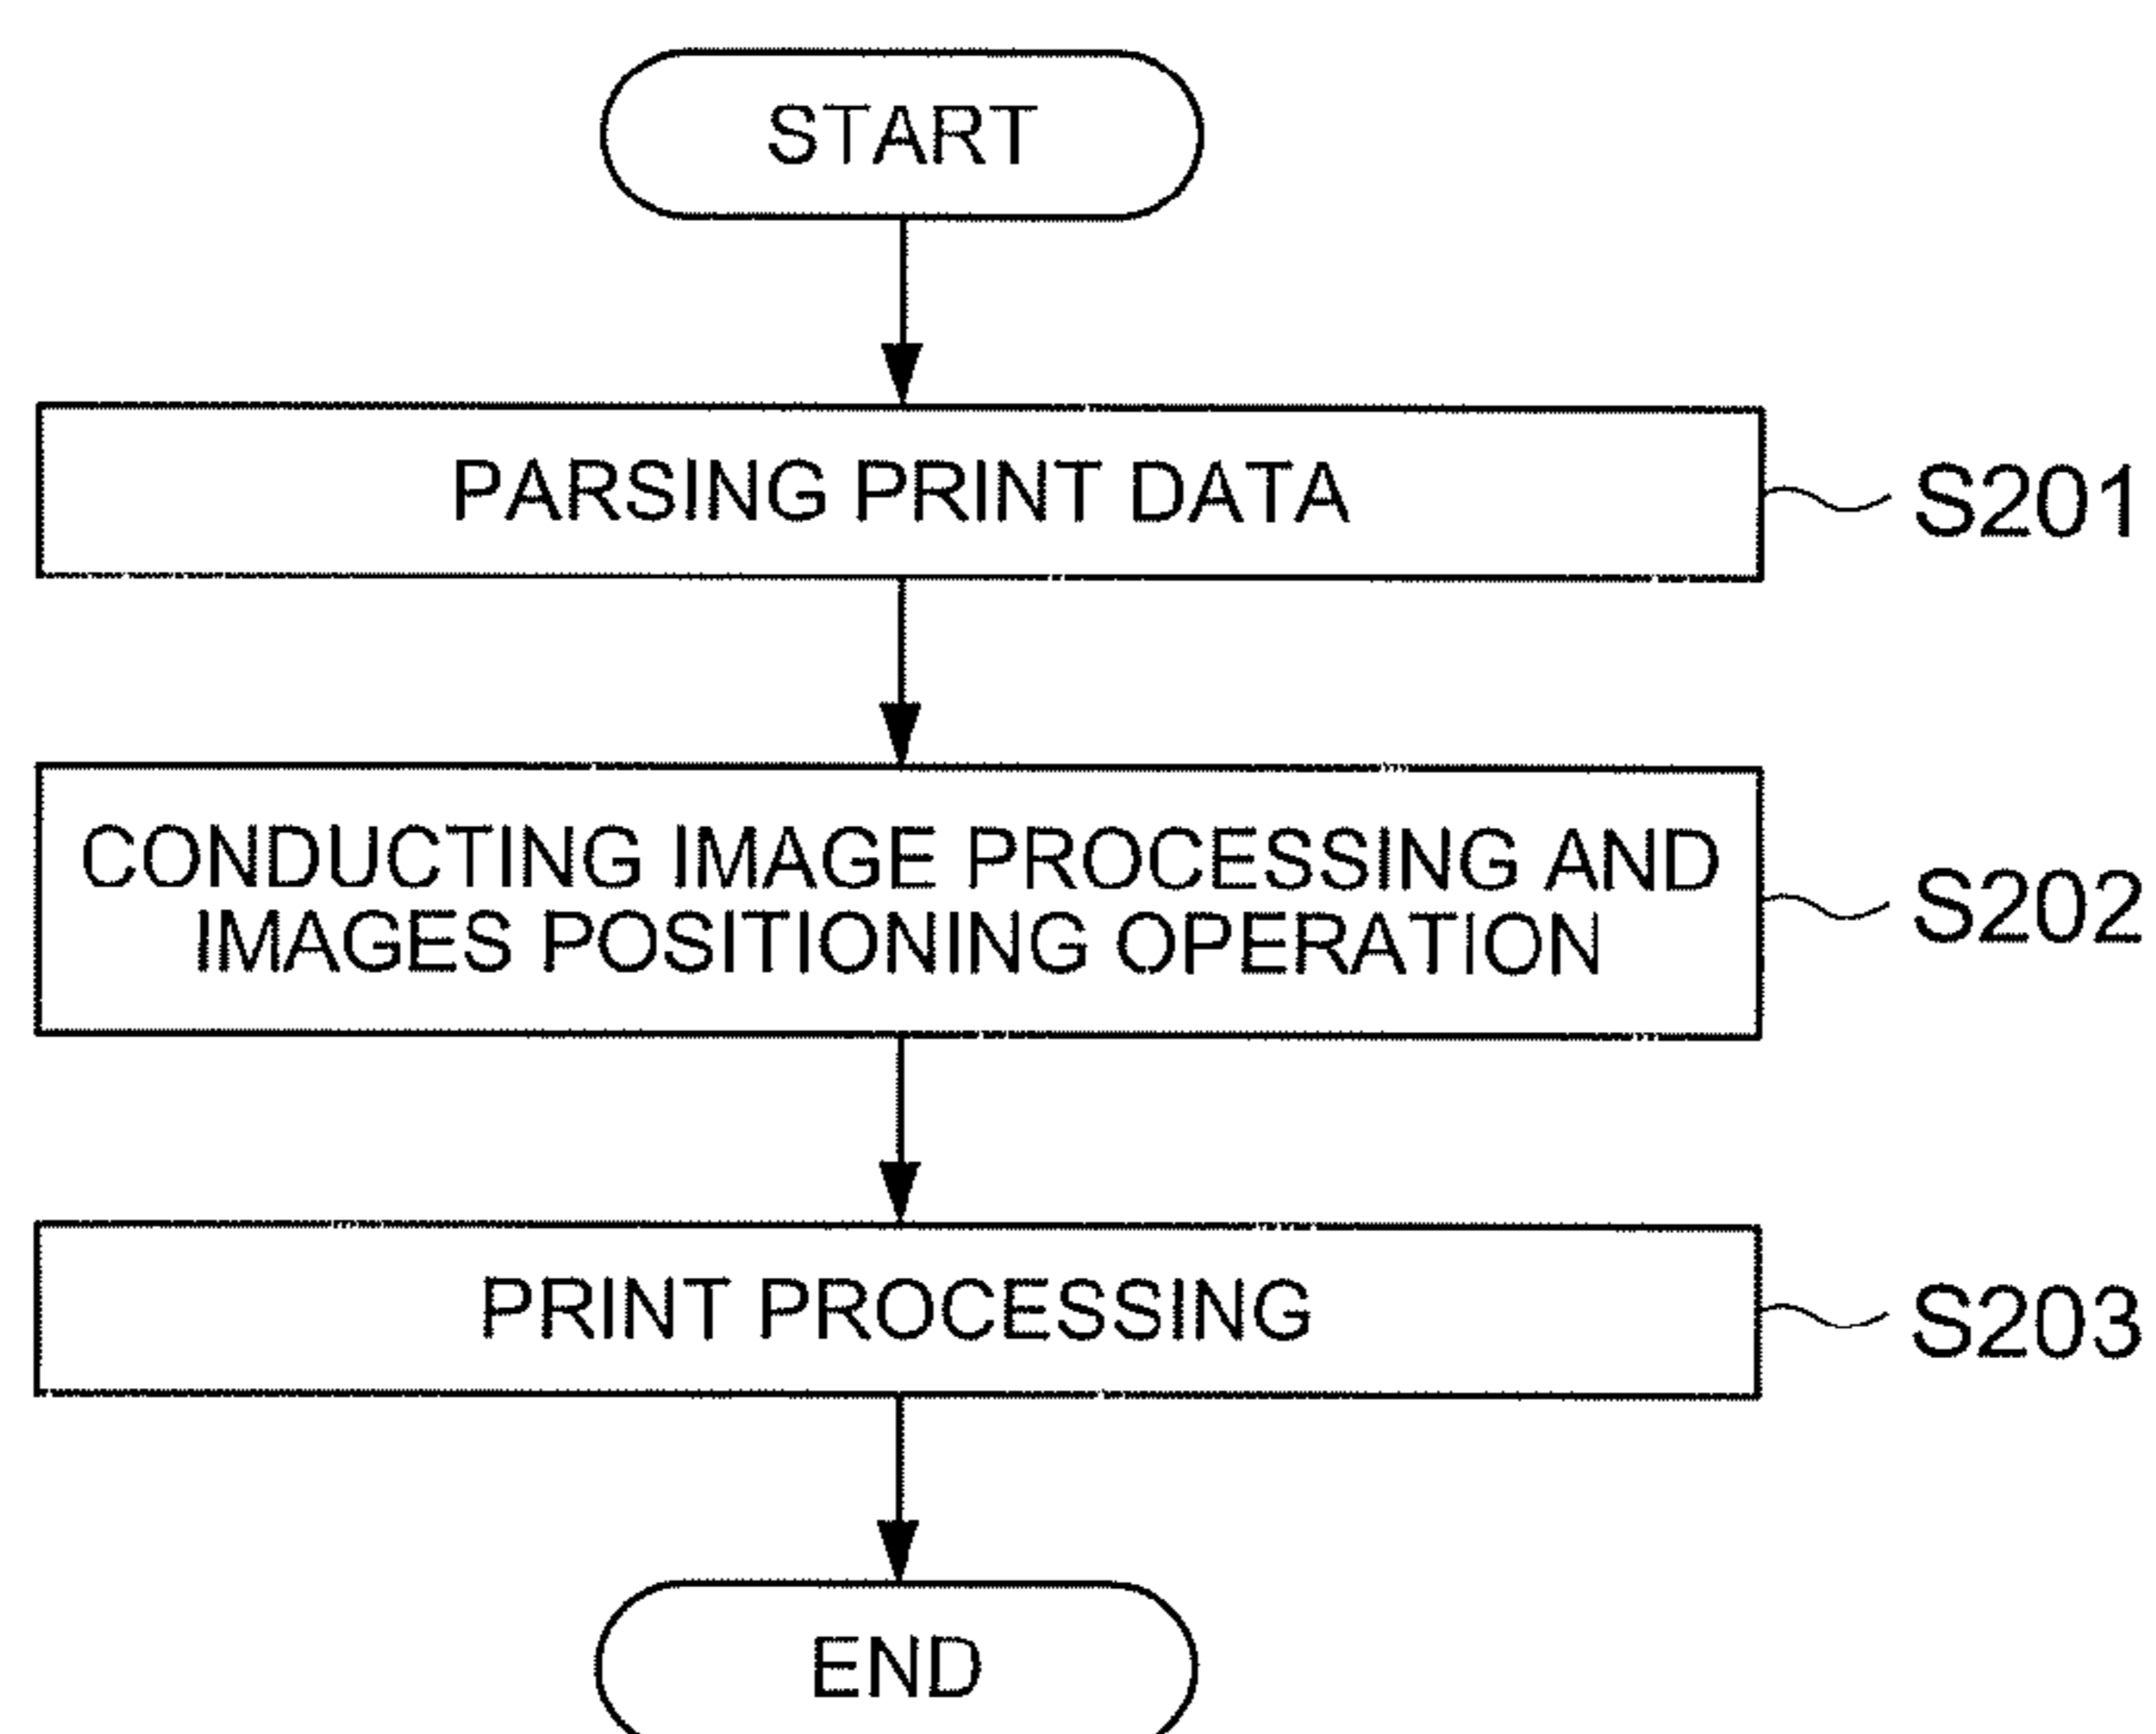 START
PARSING PRINT DATA
S201
CONDUCTING IMAGE PROCESSING AND
IMAGES POSITIONING OPERATION
S202
PRINT PROCESSING
S203
END